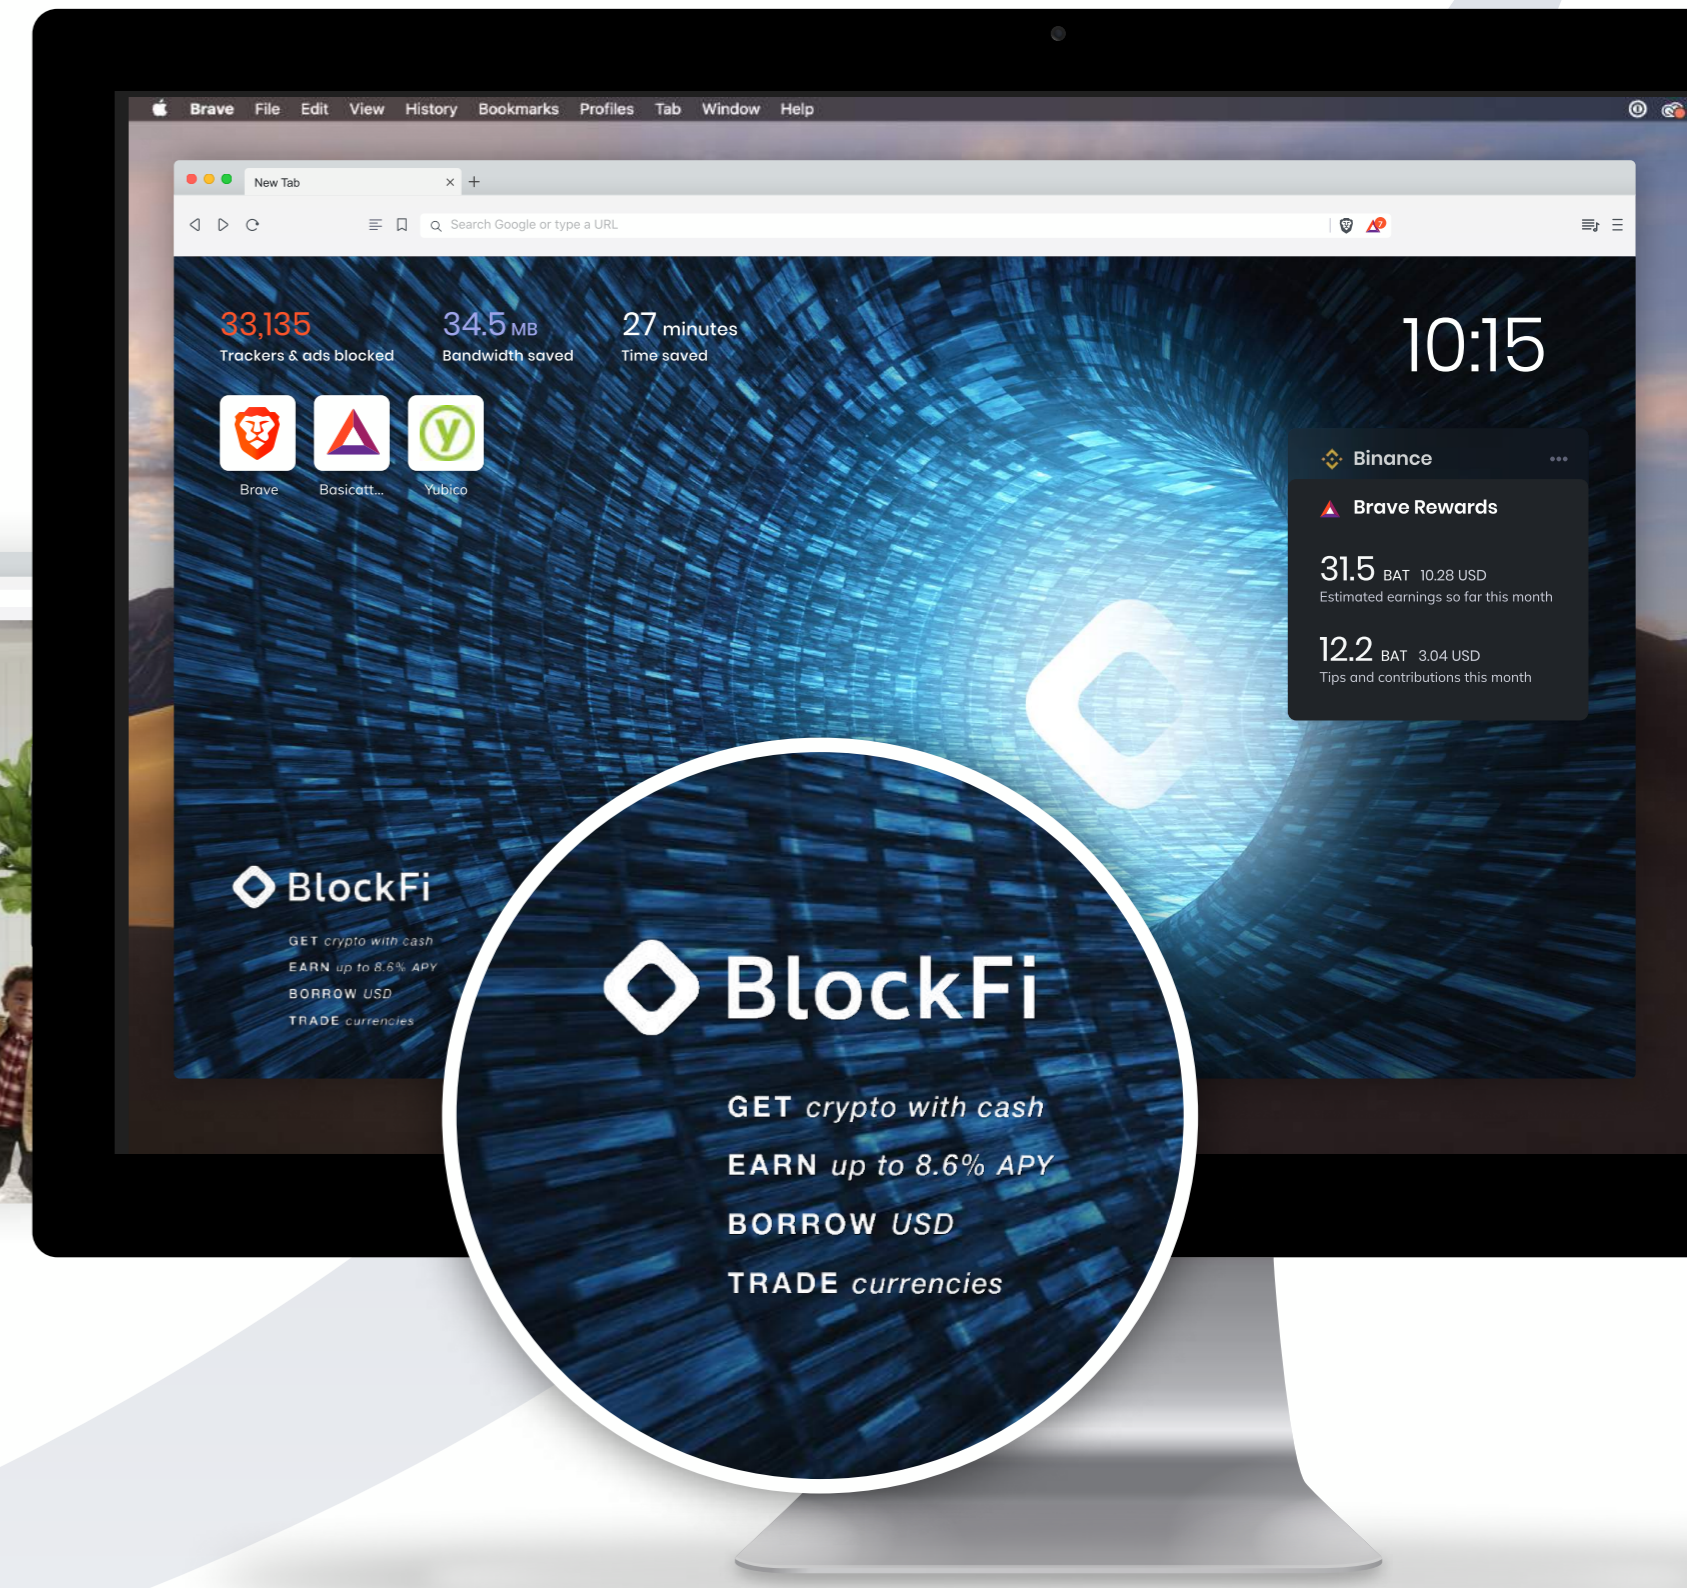 Brave File Edit View History Bookmarks Profiles Tab Window Help
New Tab
Search Google or type a URL
7
33,135
Trackers & ads blocked
34.5 MB
Bandwidth saved
27 minutes
Time saved
10:15
Brave
Basicatt...
Yubico
Binance
Brave Rewards
31.5 BAT 10.28 USD
Estimated earnings so far this month
12.2 BAT 3.04 USD
Tips and contributions this month
BlockFi
GET crypto with cash
EARN up to 8.6% APY
BORROW USD
TRADE currencies
BlockFi
GET crypto with cash
EARN up to 8.6% APY
BORROW USD
TRADE currencies